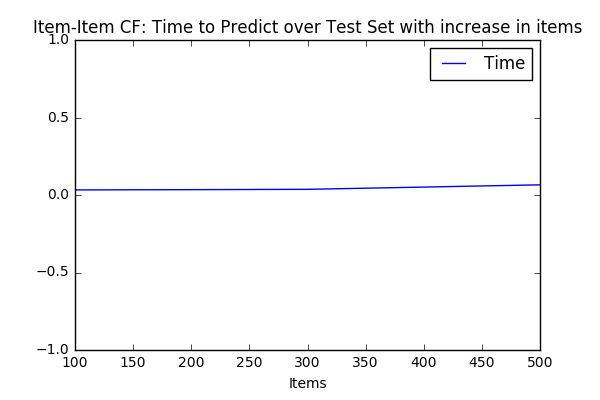 Item-Item CF: Time to Predict over Test Set with increase in items
1.0
Time
0.5
0.0
−0.5
−1.0
100 150 200 250 300 350 400 450 500
Items